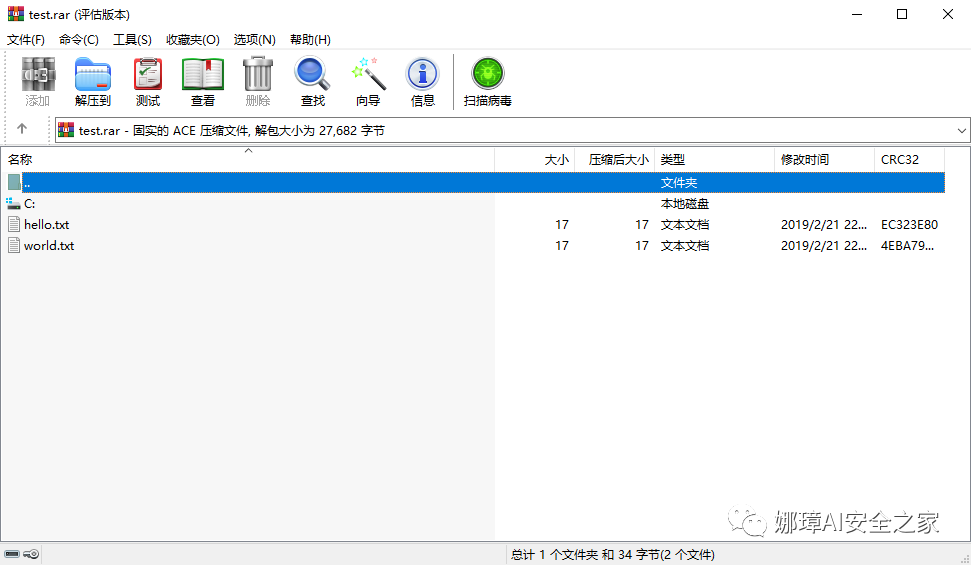 test.rar (评估版本)
文件(F) 命令(C) 工具(S) 收藏夹(O) 选项(N) 帮助(H)
添加 解压到 测试 查看 删除 查找 向导 信息 扫描病毒
test.rar - 固实的 ACE 压缩文件, 解包大小为 27,682 字节
名称 大小 压缩后大小 类型 修改时间 CRC32
.. 文件夹
C: 本地磁盘
hello.txt 17 17 文本文档 2019/2/21 22... EC323E80
world.txt 17 17 文本文档 2019/2/21 22... 4EBA79...
娜璋AI安全之家
总计 1 个文件夹 和 34 字节(2 个文件)